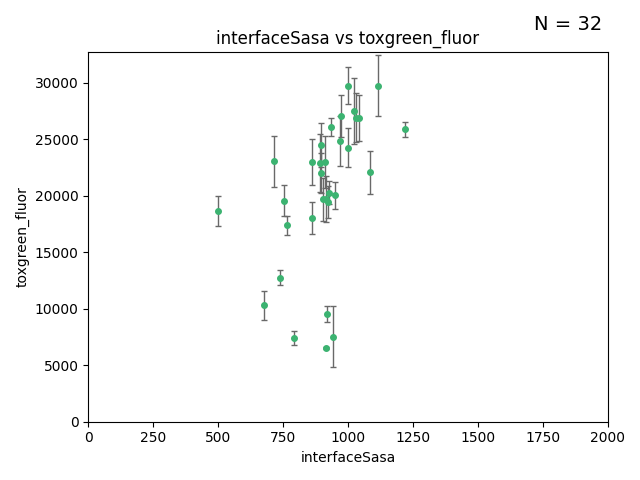 N = 32
interfaceSasa vs toxgreen_fluor
toxgreen_fluor
30000
25000
20000
15000
10000
5000
0
0 250 500 750 1000 1250 1500 1750 2000
interfaceSasa